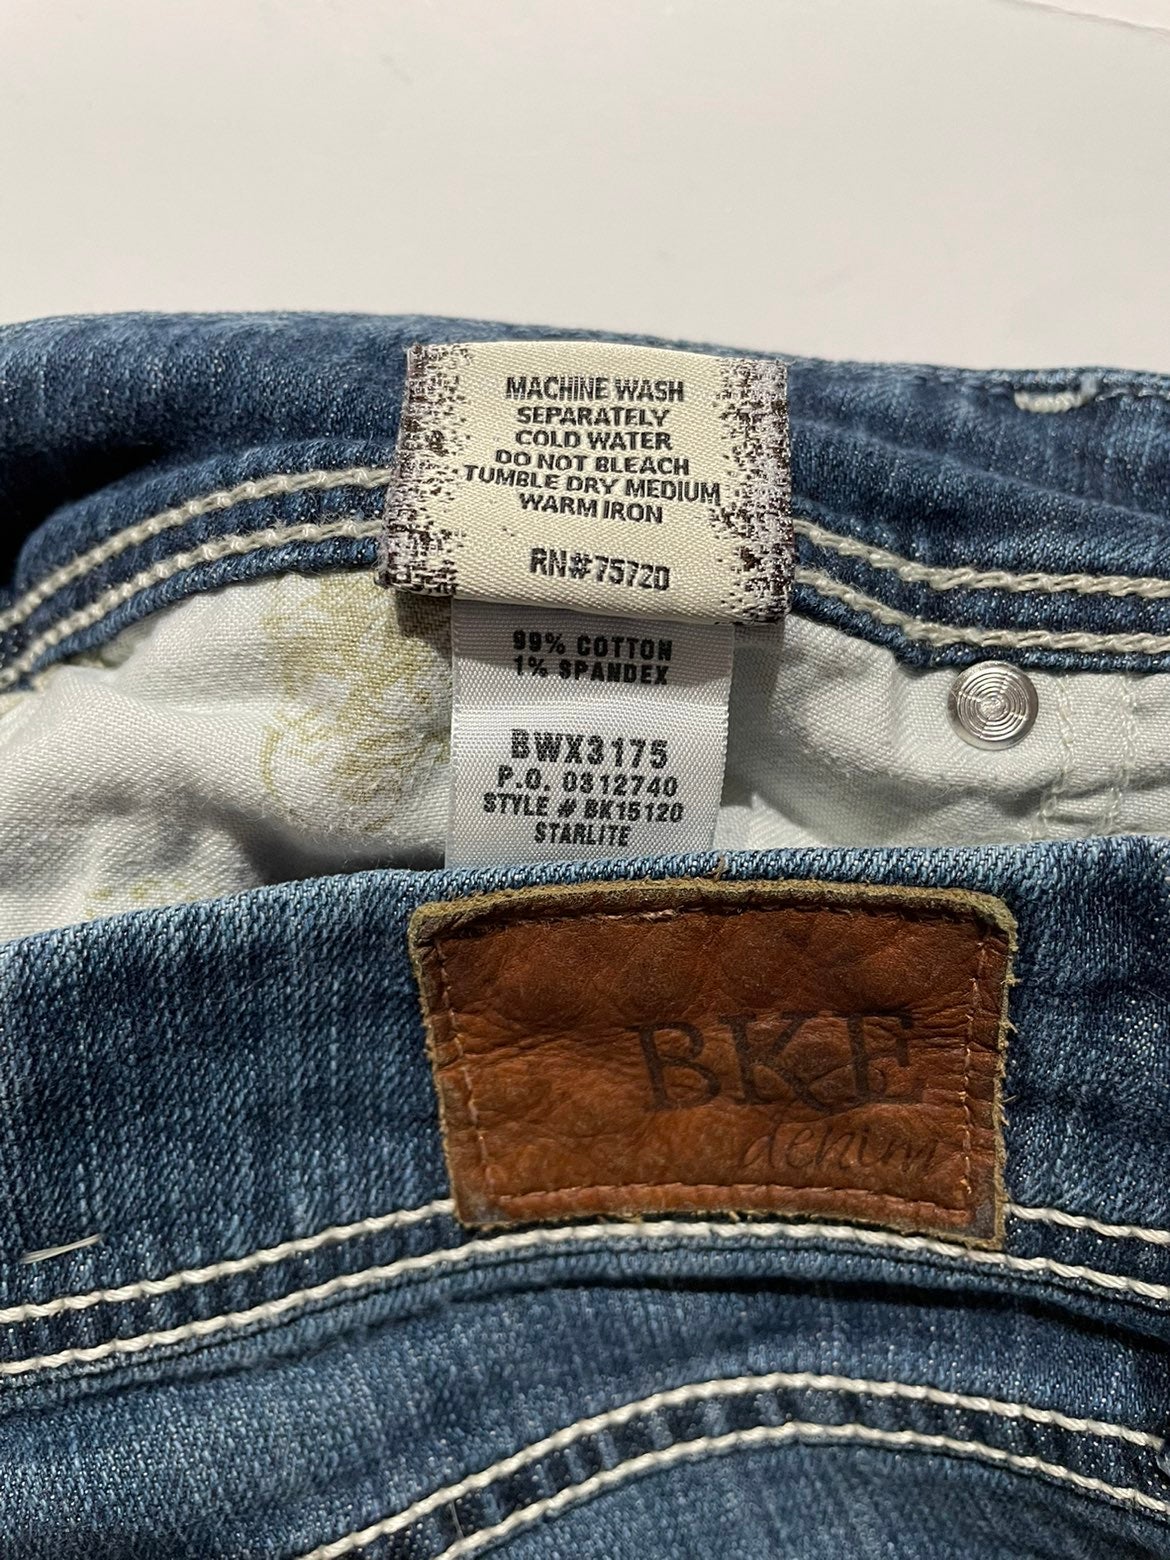 MACHINE WASH
SEPARATELY
COLD WATER
DO NOT BLEACH
TUMBLE DRY MEDIUM
WARM IRON
RN#75720
99% COTTON
1% SPANDEX
BWX3175
P.O. 0312740
STYLE # BK15120
STARLITE
BKE
denim